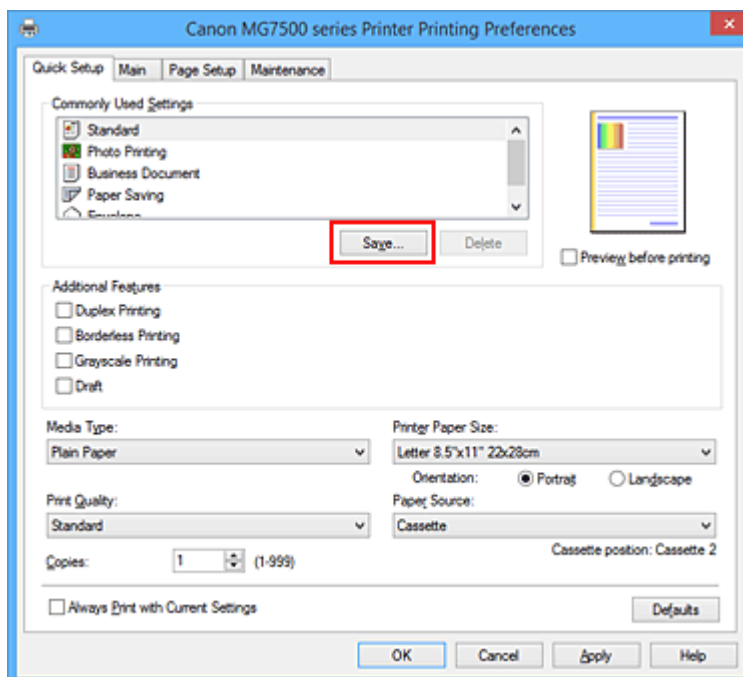 Canon MG7500 series Printer Printing Preferences
Quick Setup Main Page Setup Maintenance
Commonly Used Settings
Standard
Photo Printing
Business Document
Paper Saving
Envelope
Save... Delete
Preview before printing
Additional Features
Duplex Printing
Borderless Printing
Grayscale Printing
Draft
Media Type:
Plain Paper
Printer Paper Size:
Letter 8.5"x11" 22x28cm
Orientation: Portrait Landscape
Print Quality:
Standard
Paper Source:
Cassette
Cassette position: Cassette 2
Copies: 1 (1-999)
Always Print with Current Settings
Defaults
OK Cancel Apply Help